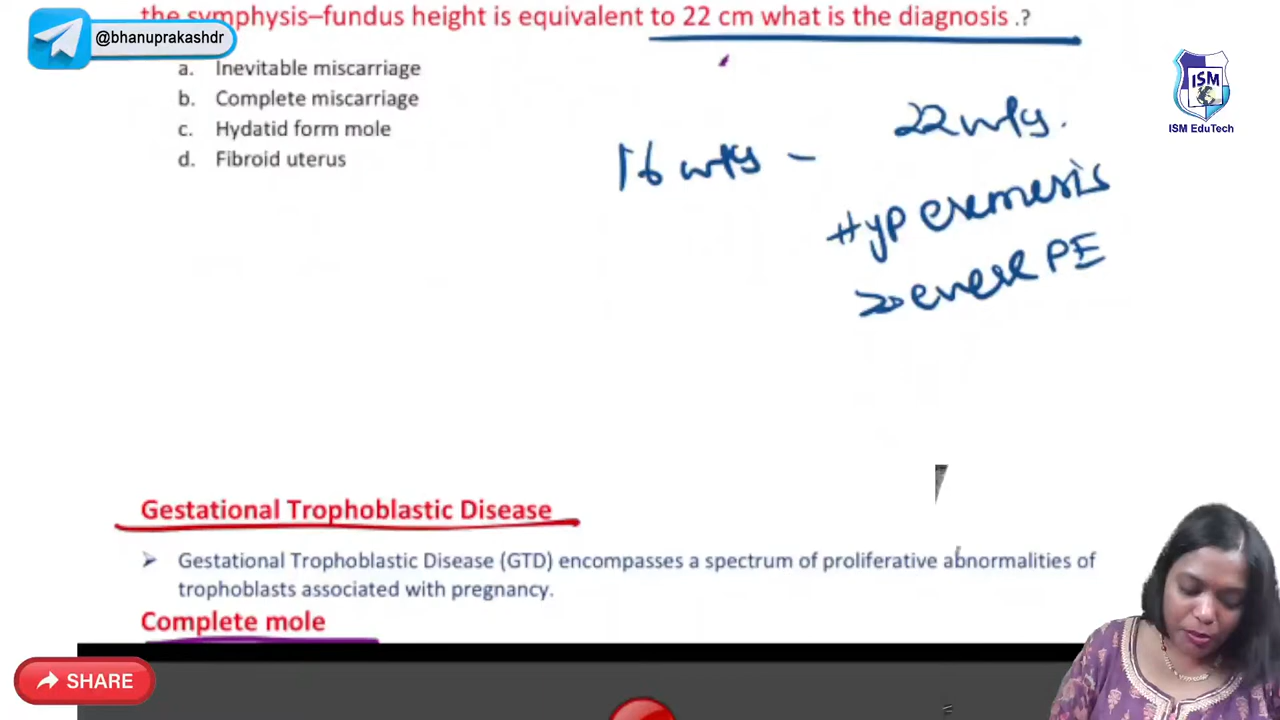 the symphysis–fundus height is equivalent to 22 cm what is the diagnosis .?
@bhanuprakashdr
a. Inevitable miscarriage
b. Complete miscarriage
c. Hydatid form mole
d. Fibroid uterus
ISM
ISM EduTech
22 wks.
16 wks –
Hyperemesis
severe PE
Gestational Trophoblastic Disease
➢ Gestational Trophoblastic Disease (GTD) encompasses a spectrum of proliferative abnormalities of
trophoblasts associated with pregnancy.
Complete mole
SHARE